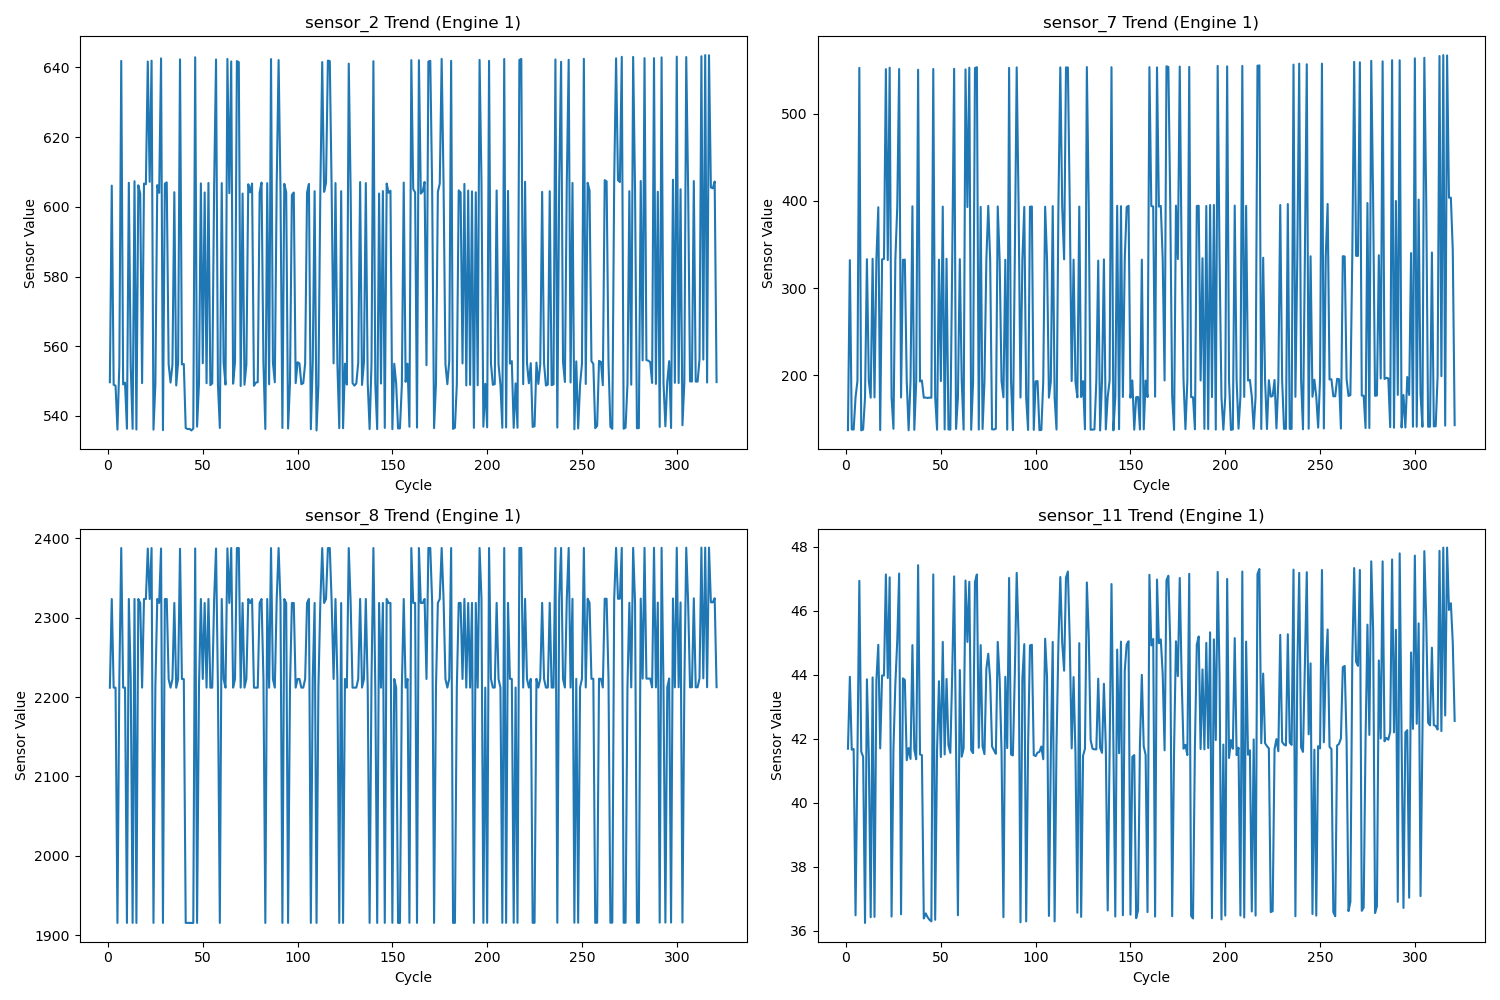 sensor_2 Trend (Engine 1)
640
620
600
580
560
540
Sensor Value
0 50 100 150 200 250 300
Cycle
sensor_7 Trend (Engine 1)
500
400
300
200
Sensor Value
0 50 100 150 200 250 300
Cycle
sensor_8 Trend (Engine 1)
2400
2300
2200
2100
2000
1900
Sensor Value
0 50 100 150 200 250 300
Cycle
sensor_11 Trend (Engine 1)
48
46
44
42
40
38
36
Sensor Value
0 50 100 150 200 250 300
Cycle